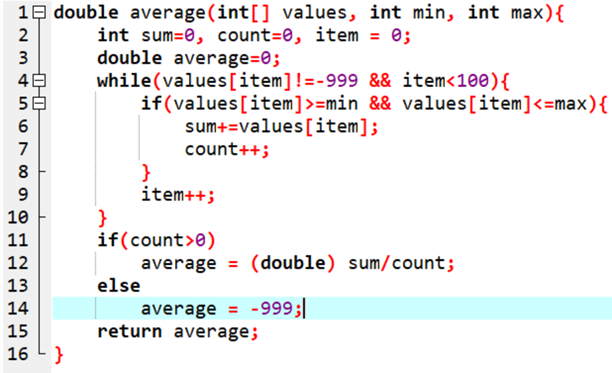 1 double average(int[] values, int min, int max){
2     int sum=0, count=0, item = 0;
3     double average=0;
4     while(values[item]!=-999 && item<100){
5         if(values[item]>=min && values[item]<=max){
6             sum+=values[item];
7             count++;
8         }
9         item++;
10     }
11     if(count>0)
12         average = (double) sum/count;
13     else
14         average = -999;
15     return average;
16 }